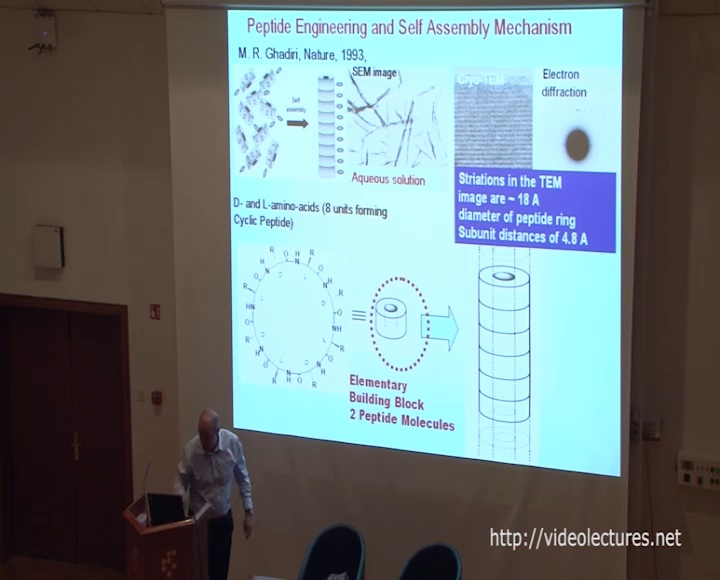 Peptide Engineering and Self Assembly Mechanism
M. R. Ghadiri, Nature, 1993,
SEM image
Cryo-TEM
Electron
diffraction
Self
assembly
Aqueous solution
Striations in the TEM
image are ~ 18 A
diameter of peptide ring
Subunit distances of 4.8 A
D- and L-amino-acids (8 units forming
Cyclic Peptide)
Elementary
Building Block
2 Peptide Molecules
http://videolectures.net